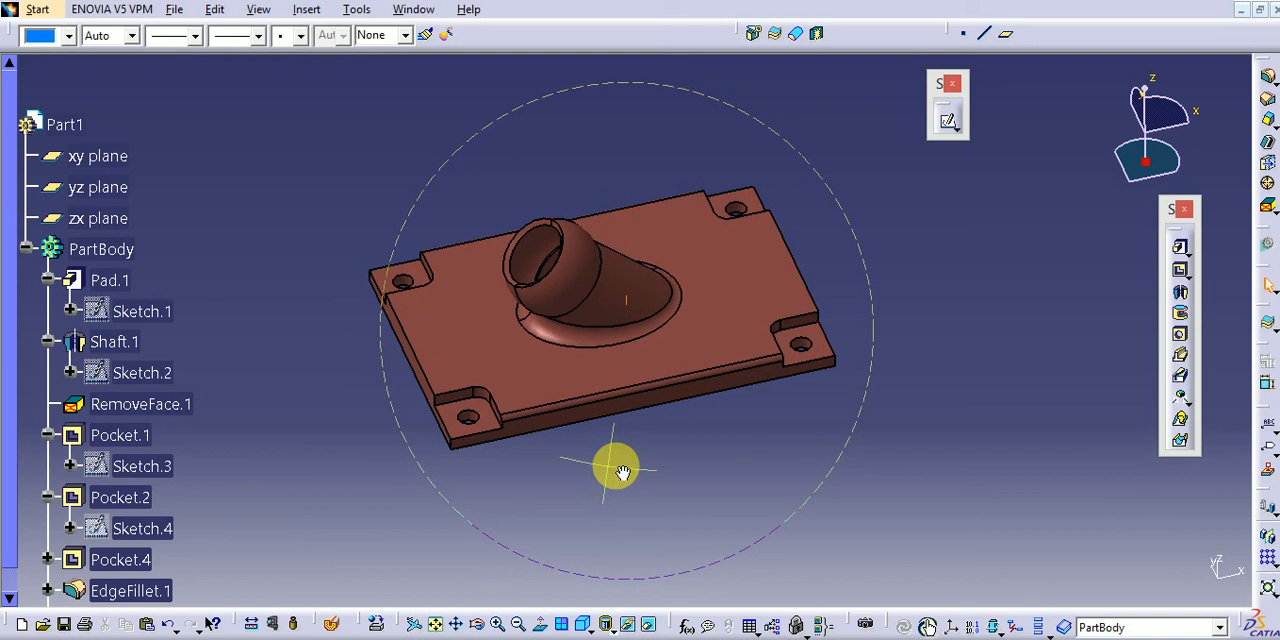 Start ENOVIA V5 VPM File Edit View Insert Tools Window Help
Auto None
S
z
x
Part1
xy plane
yz plane
zx plane
S
PartBody
Pad.1
Sketch.1
Shaft.1
Sketch.2
RemoveFace.1
Pocket.1
Sketch.3
Pocket.2
Sketch.4
Pocket.4
EdgeFillet.1
PartBody